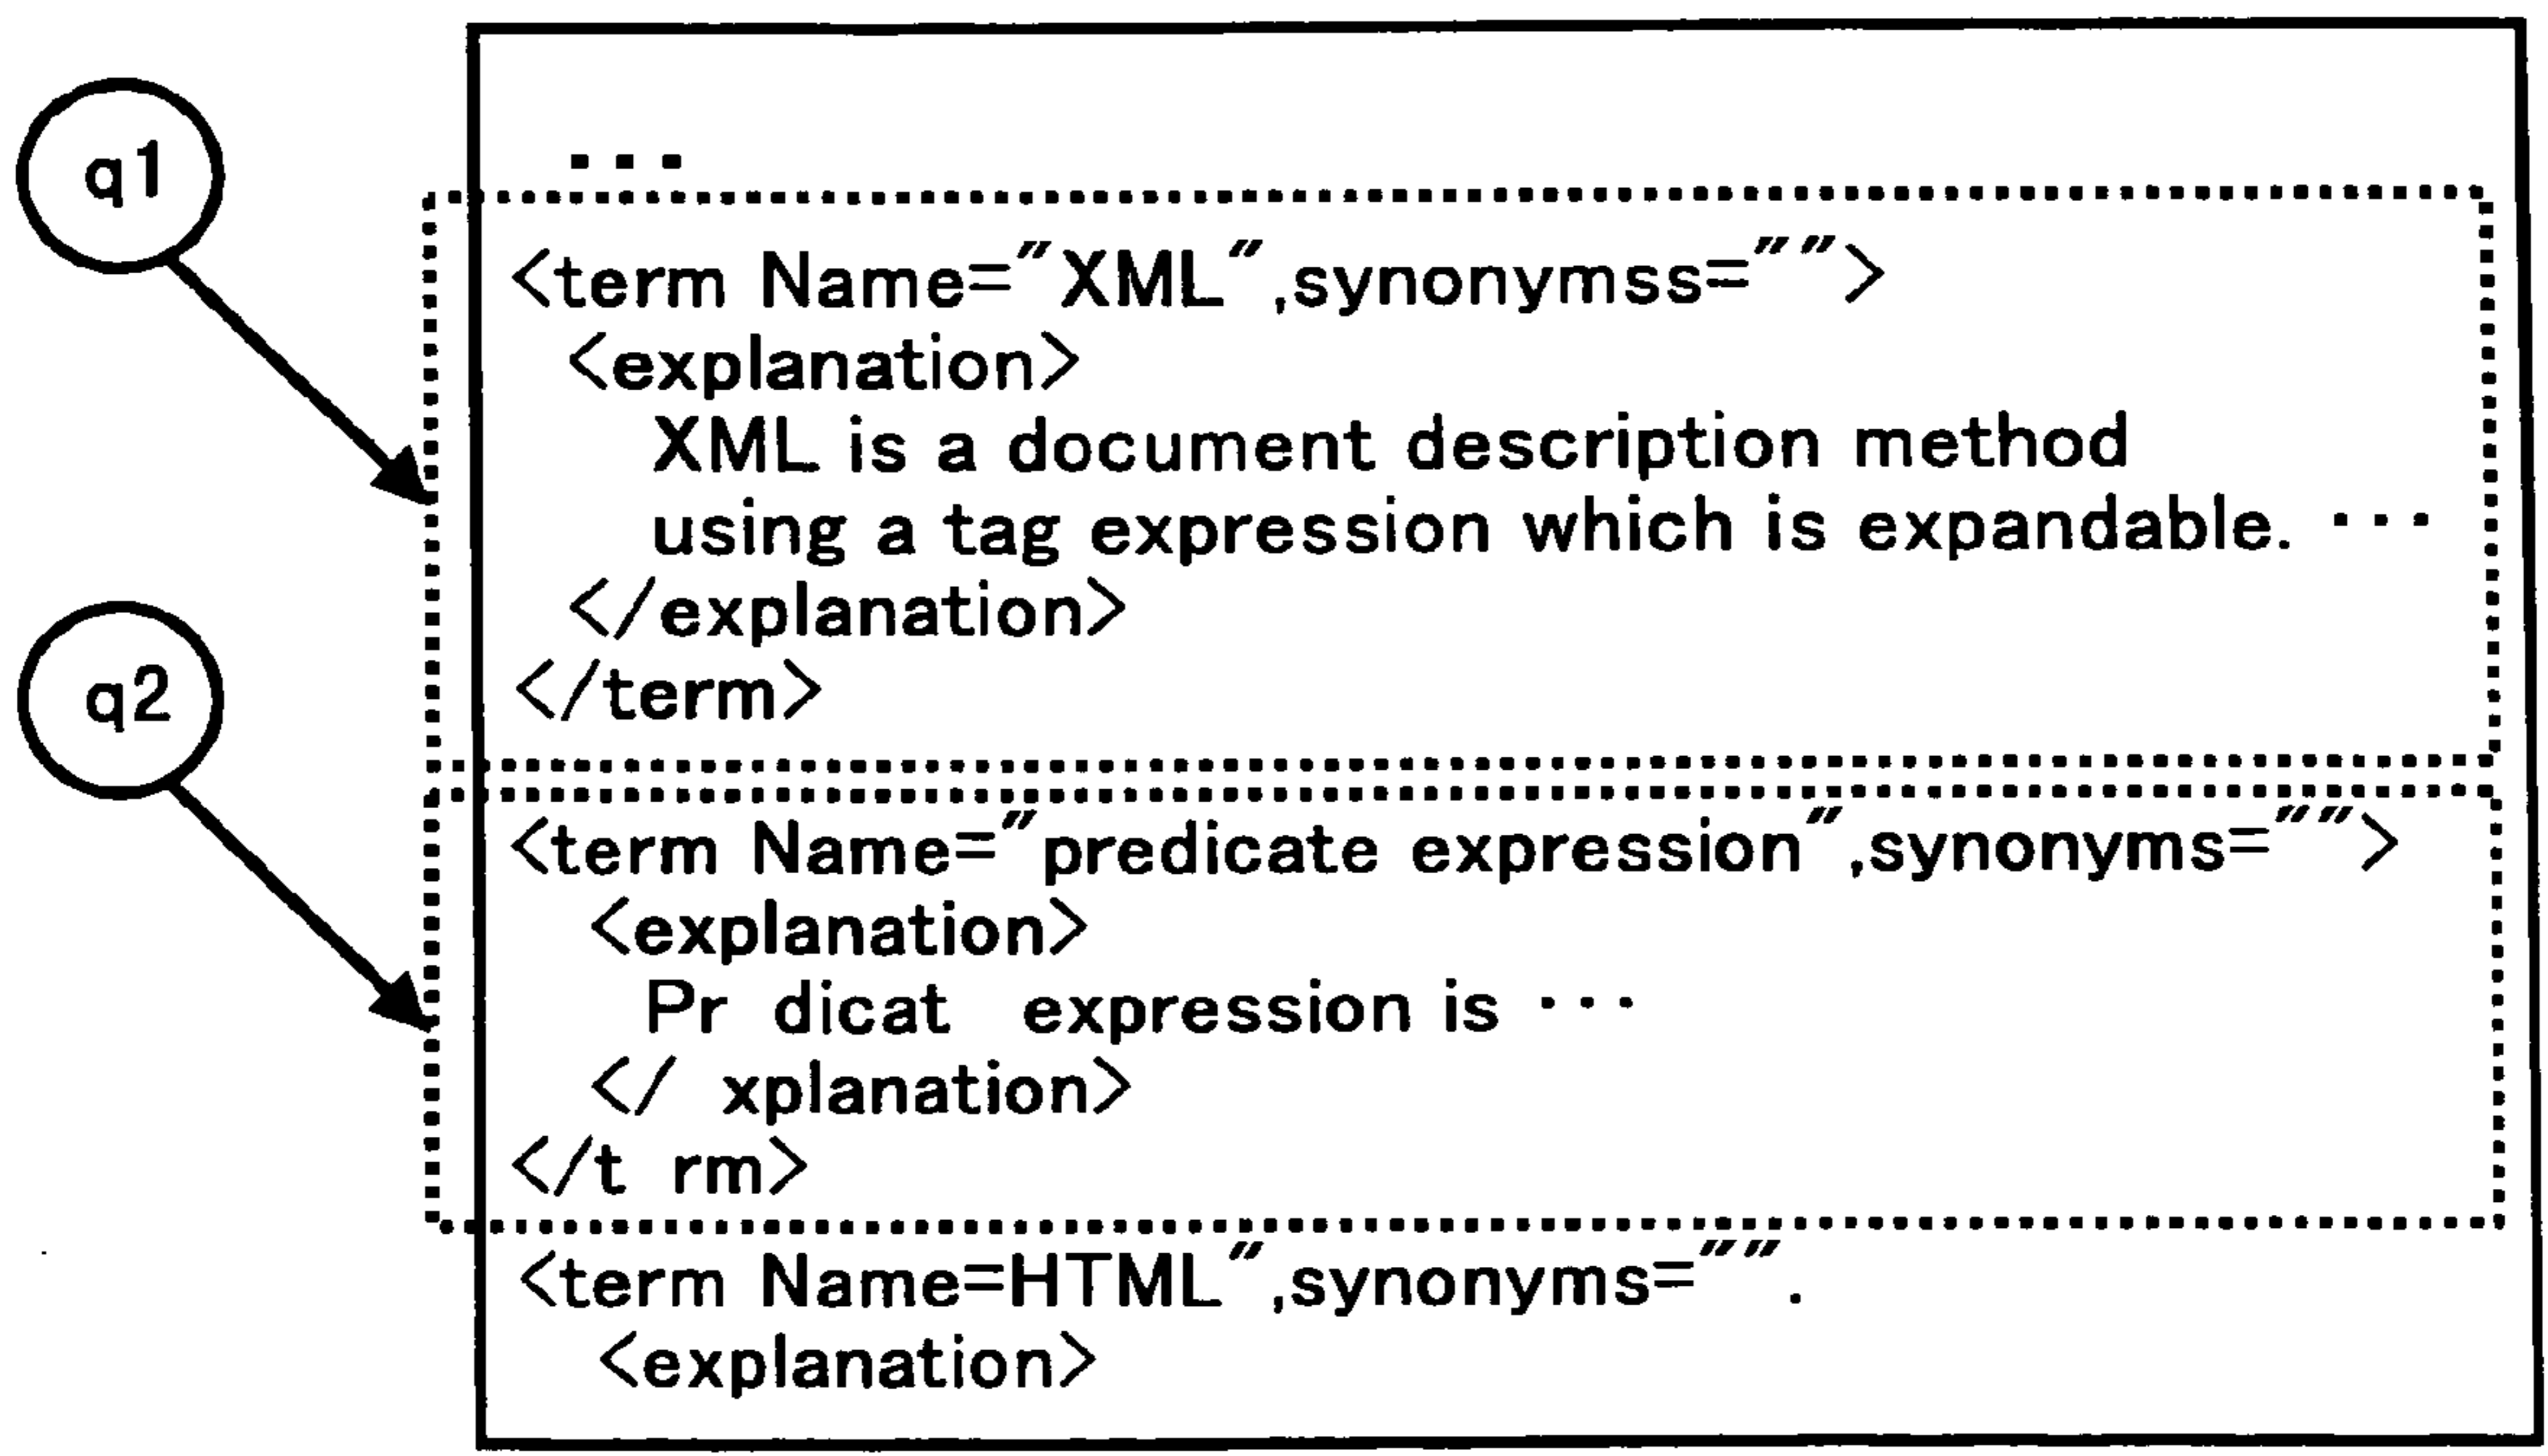 q1
...
<term Name="XML",synonymss="">
<explanation>
XML is a document description method
using a tag expression which is expandable. ...
</explanation>
</term>
q2
<term Name="predicate expression",synonyms="">
<explanation>
Pr dicat expression is ...
</ xplanation>
</t rm>
<term Name=HTML",synonyms="".
<explanation>